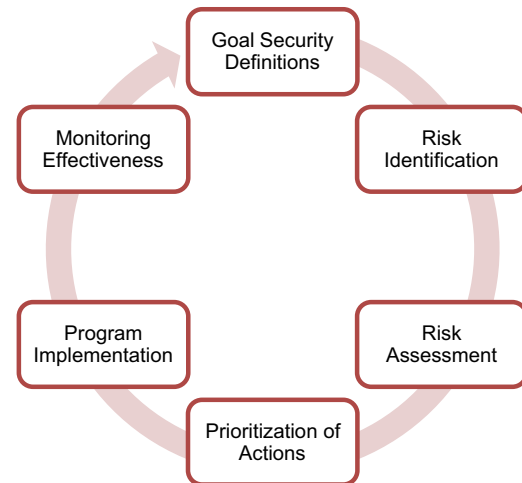 Goal Security
Definitions
Risk
Identification
Risk
Assessment
Prioritization of
Actions
Program
Implementation
Monitoring
Effectiveness